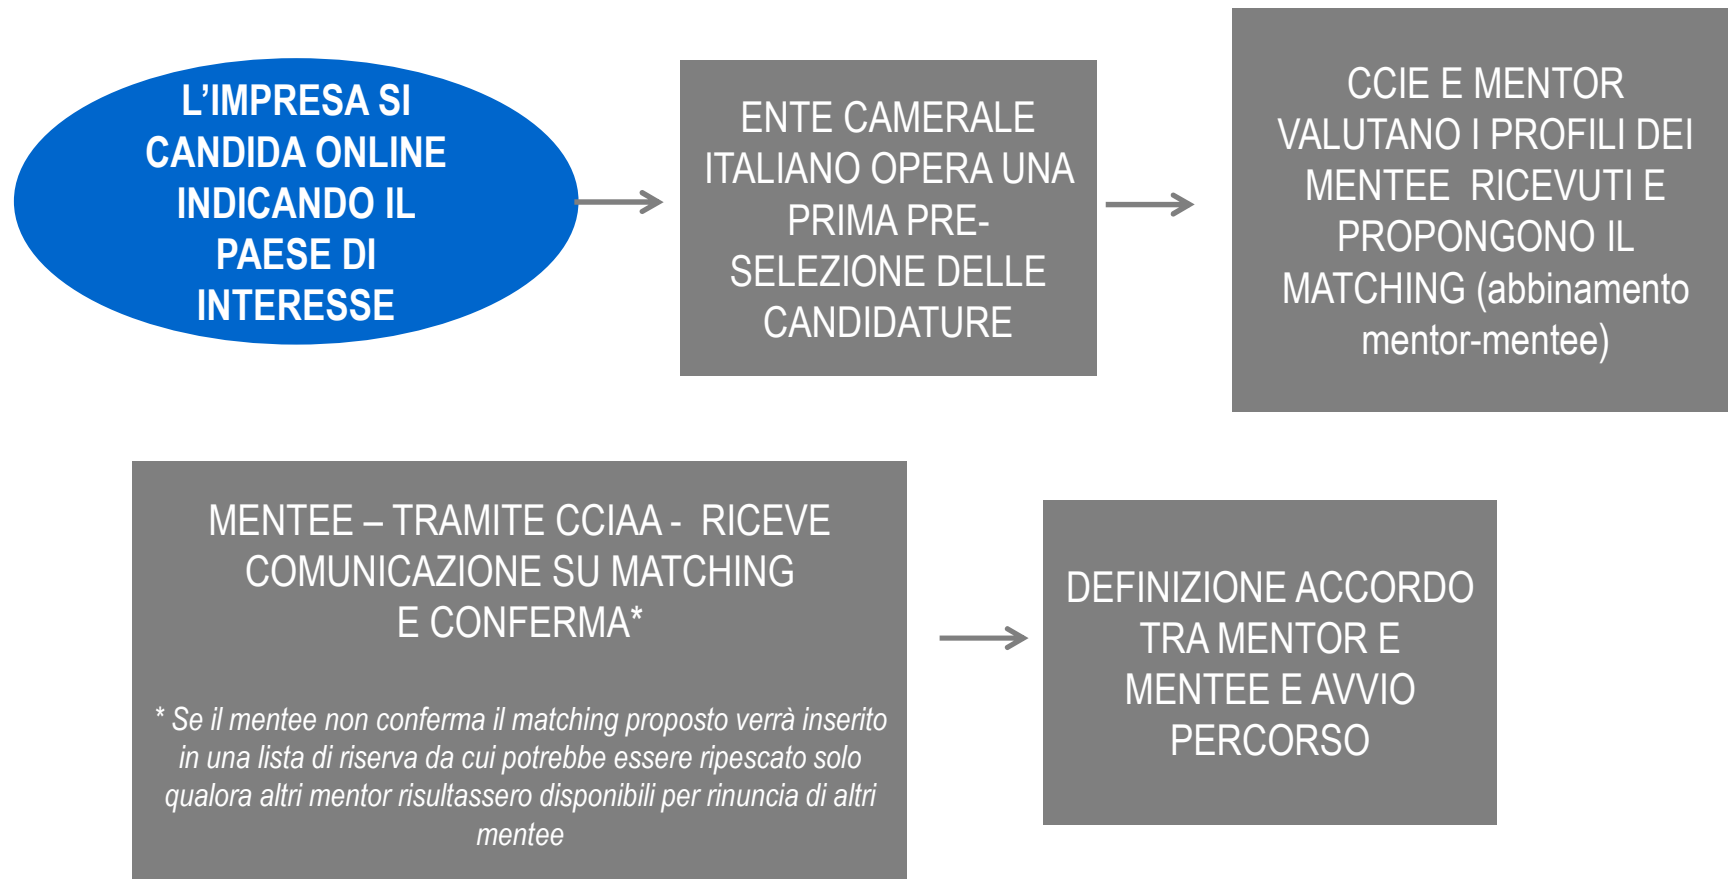 L’IMPRESA SI
CANDIDA ONLINE
INDICANDO IL
PAESE DI
INTERESSE
ENTE CAMERALE
ITALIANO OPERA UNA
PRIMA PRE-
SELEZIONE DELLE
CANDIDATURE
CCIE E MENTOR
VALUTANO I PROFILI DEI
MENTEE  RICEVUTI E
PROPONGONO IL
MATCHING (abbinamento
mentor-mentee)
MENTEE – TRAMITE CCIAA -  RICEVE
COMUNICAZIONE SU MATCHING
E CONFERMA*
* Se il mentee non conferma il matching proposto verrà inserito
in una lista di riserva da cui potrebbe essere ripescato solo
qualora altri mentor risultassero disponibili per rinuncia di altri
mentee
DEFINIZIONE ACCORDO
TRA MENTOR E
MENTEE E AVVIO
PERCORSO